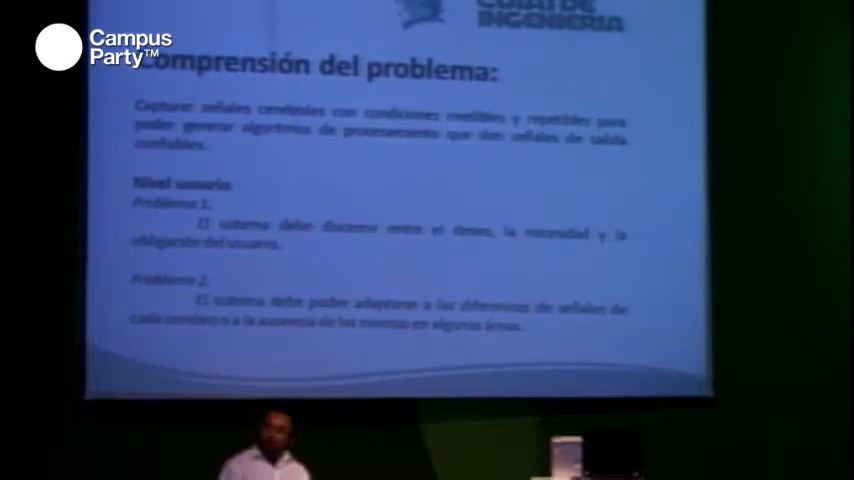 Campus
Party™
COPAS DE
INGENIERIA
Comprensión del problema:
Capturar señales cerebrales con condiciones medibles y repetibles para
poder generar algoritmos de procesamiento que den señales de salida
confiables.
Nivel usuario
Problema 1.
El sistema debe discernir entre el deseo, la necesidad y la
obligación del usuario.
Problema 2.
El sistema debe poder adaptarse a las diferencias de señales de
cada cerebro o a la ausencia de las mismas en algunas áreas.